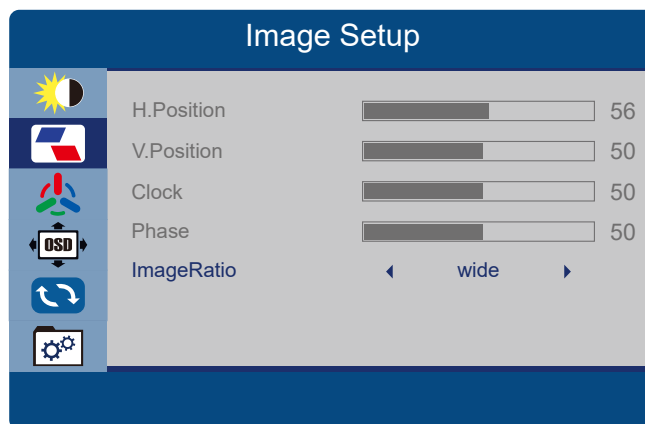 Image Setup
H.Position 56
V.Position 50
Clock 50
Phase 50
OSD
ImageRatio wide